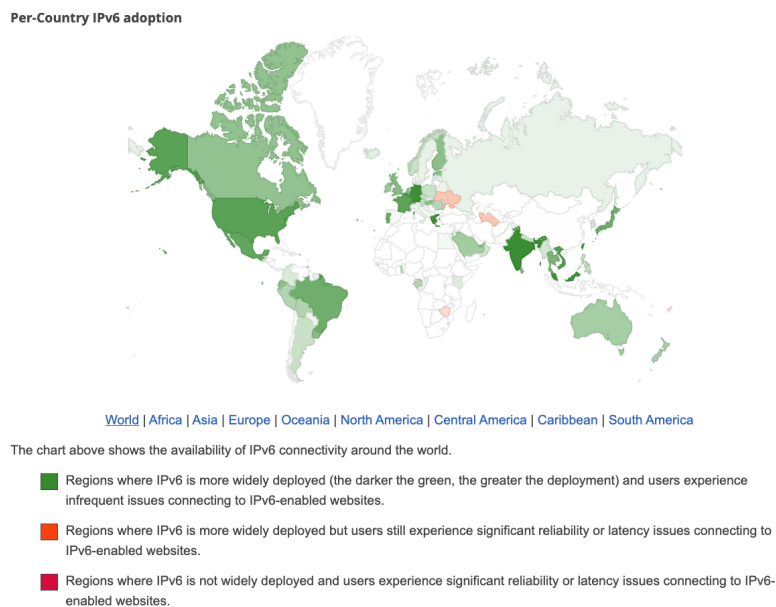 Per-Country IPv6 adoption
World | Africa | Asia | Europe | Oceania | North America | Central America | Caribbean | South America
The chart above shows the availability of IPv6 connectivity around the world.
Regions where IPv6 is more widely deployed (the darker the green, the greater the deployment) and users experience
infrequent issues connecting to IPv6-enabled websites.
Regions where IPv6 is more widely deployed but users still experience significant reliability or latency issues connecting to
IPv6-enabled websites.
Regions where IPv6 is not widely deployed and users experience significant reliability or latency issues connecting to IPv6-
enabled websites.